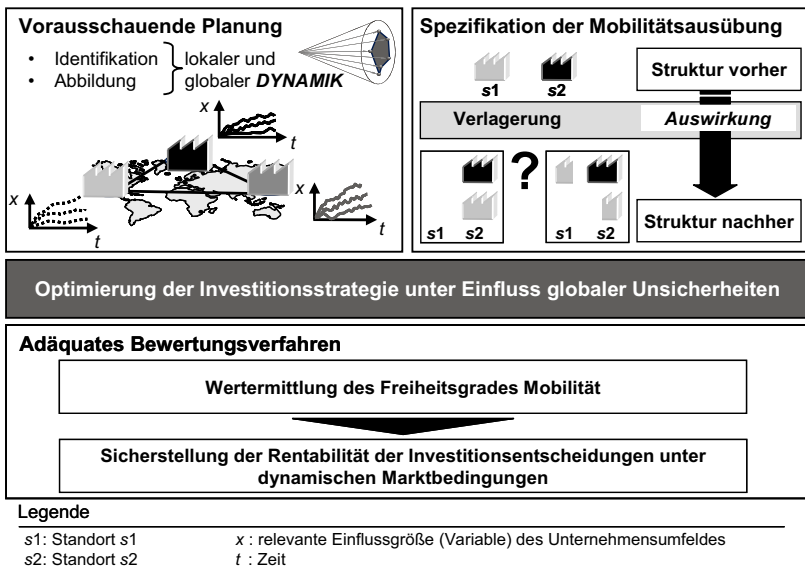 Vorausschauende Planung
• Identifikation
• Abbildung
lokaler und
globaler DYNAMIK
x
t
x
t
x
t
Spezifikation der Mobilitätsausübung
s1 s2
Struktur vorher
Verlagerung Auswirkung
?
s1 s2
s1 s2
Struktur nachher
Optimierung der Investitionsstrategie unter Einfluss globaler Unsicherheiten
Adäquates Bewertungsverfahren
Wertermittlung des Freiheitsgrades Mobilität
Sicherstellung der Rentabilität der Investitionsentscheidungen unter
dynamischen Marktbedingungen
Legende
s1: Standort s1 x : relevante Einflussgröße (Variable) des Unternehmensumfeldes
s2: Standort s2 t : Zeit